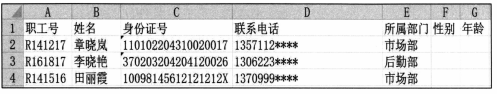 A B C D E F G
1 职工号 姓名 身份证号 联系电话 所属部门 性别 年龄
2 R141217 章晓岚 110102204310020017 1357112**** 市场部
3 R161817 李晓艳 370203204204120026 1306223**** 后勤部
4 R141516 田丽霞 10098145612121212X 1370999**** 市场部